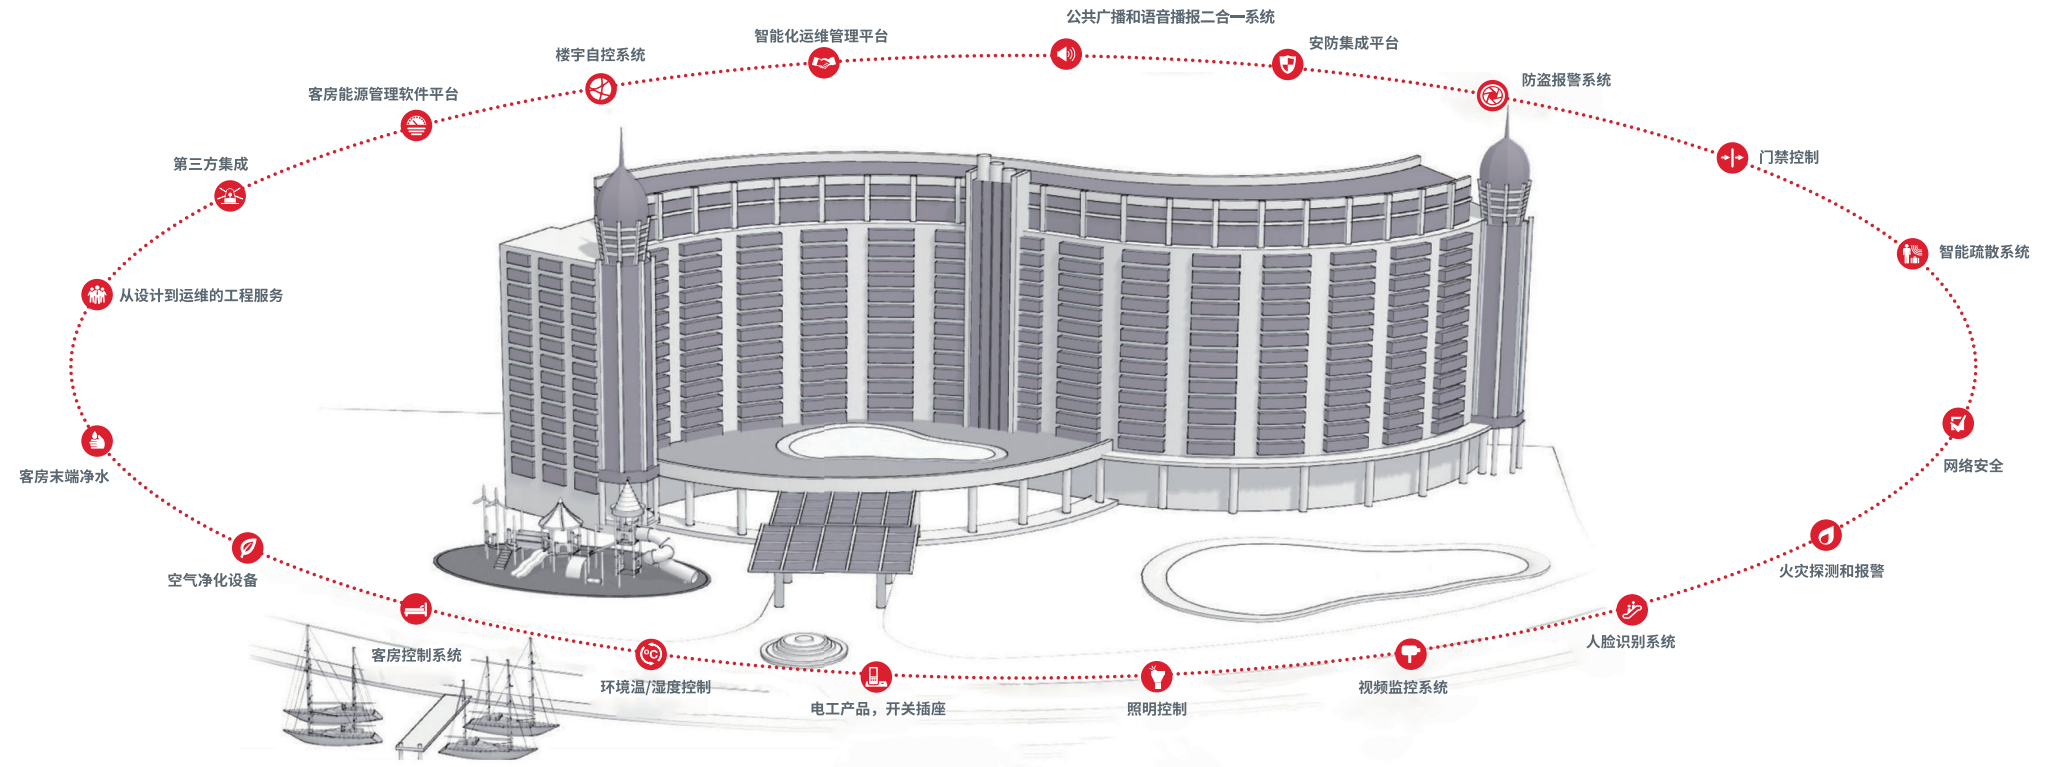 公共广播和语音播报二合一系统
智能化运维管理平台
安防集成平台
楼宇自控系统
防盗报警系统
客房能源管理软件平台
门禁控制
第三方集成
智能疏散系统
从设计到运维的工程服务
网络安全
客房末端净水
火灾探测和报警
空气净化设备
人脸识别系统
客房控制系统
°C
环境温/湿度控制
视频监控系统
电工产品，开关插座
照明控制